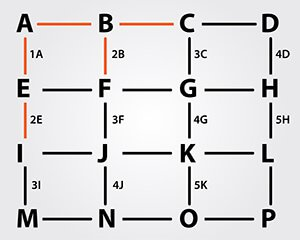 A B C D
1A 2B 3C 4D
E F G H
2E 3F 4G 5H
I J K L
3I 4J 5K
M N O P